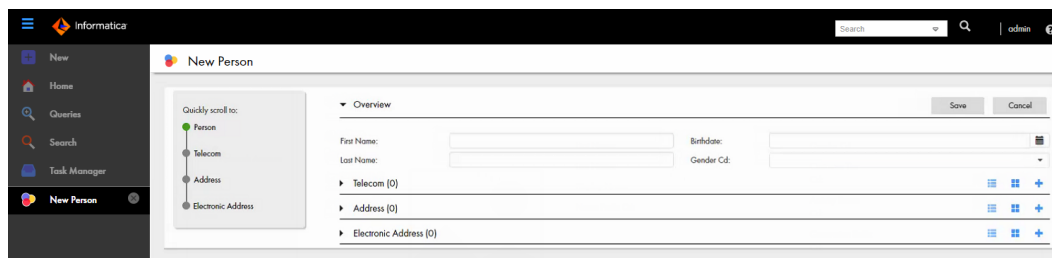 Informatica
Search
admin
New
Home
Queries
Search
Task Manager
New Person
New Person
Quickly scroll to:
Person
Telecom
Address
Electronic Address
Overview
Save
Cancel
First Name:
Birthdate:
Last Name:
Gender Cd:
Telecom (0)
Address (0)
Electronic Address (0)